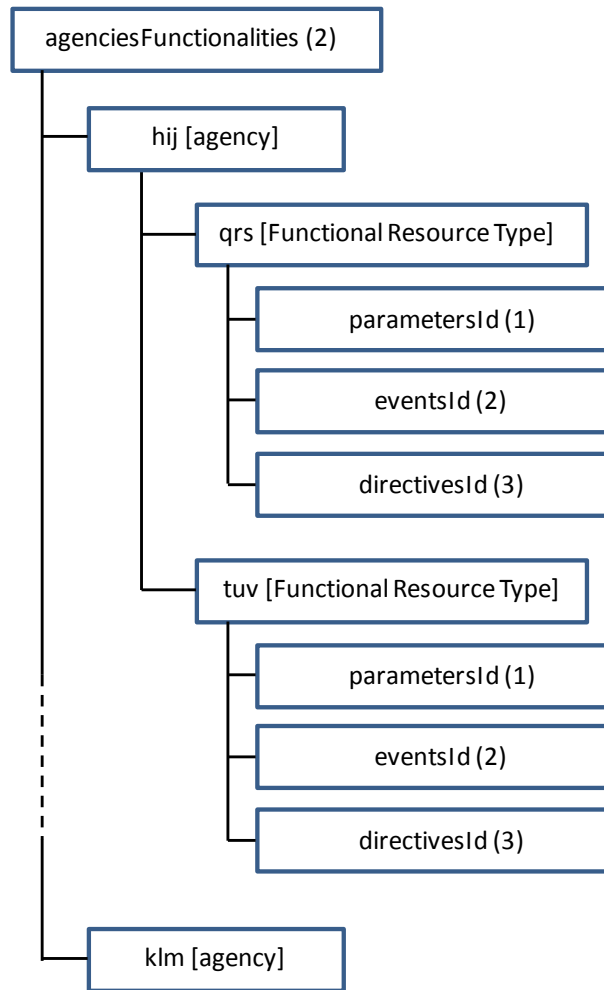 agenciesFunctionalities (2)
hij [agency]
qrs [Functional Resource Type]
parametersId (1)
eventsId (2)
directivesId (3)
tuv [Functional Resource Type]
parametersId (1)
eventsId (2)
directivesId (3)
klm [agency]